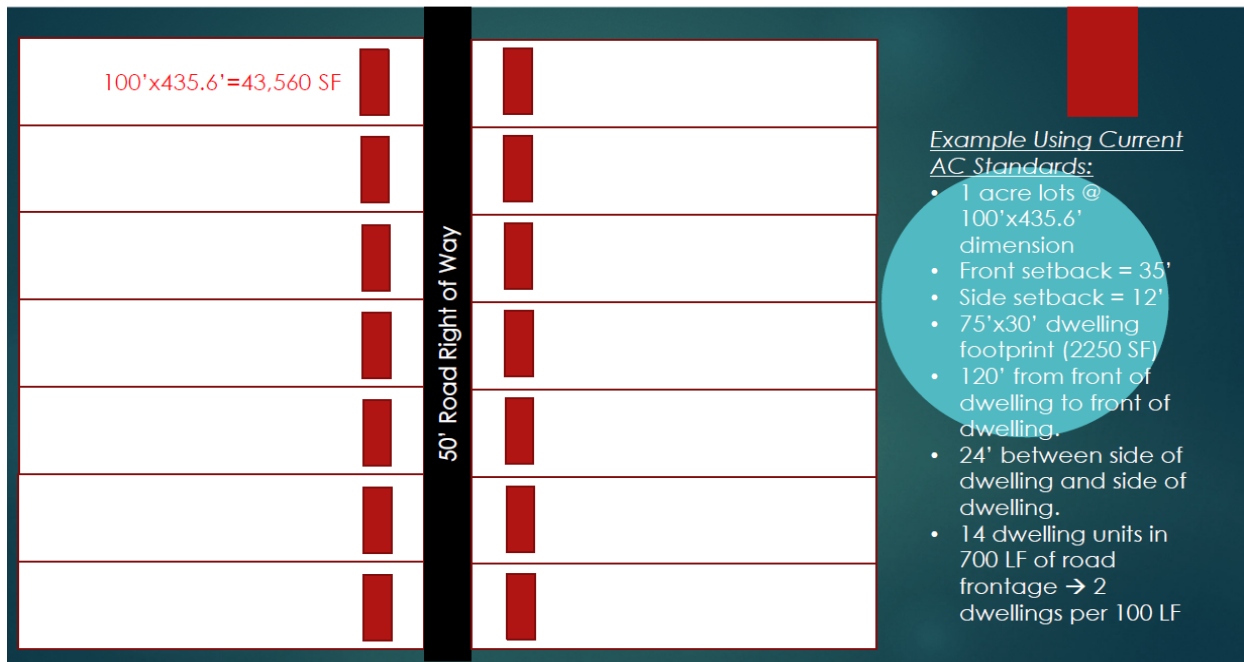 100’x435.6’=43,560 SF
50’ Road Right of Way
Example Using Current
AC Standards:
• 1 acre lots @
100’x435.6’
dimension
• Front setback = 35’
• Side setback = 12’
• 75’x30’ dwelling
footprint (2250 SF)
• 120’ from front of
dwelling to front of
dwelling.
• 24’ between side of
dwelling and side of
dwelling.
• 14 dwelling units in
700 LF of road
frontage → 2
dwellings per 100 LF